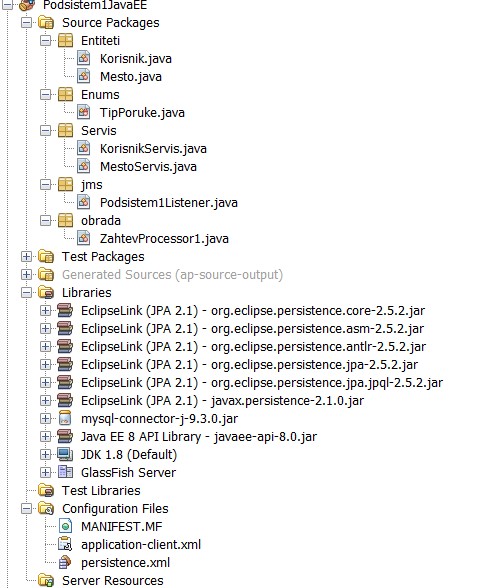 Podsistem1JavaEE
Source Packages
Entiteti
Korisnik.java
Mesto.java
Enums
TipPoruke.java
Servis
KorisnikServis.java
MestoServis.java
jms
Podsistem1Listener.java
obrada
ZahtevProcessor1.java
Test Packages
Generated Sources (ap-source-output)
Libraries
EclipseLink (JPA 2.1) - org.eclipse.persistence.core-2.5.2.jar
EclipseLink (JPA 2.1) - org.eclipse.persistence.asm-2.5.2.jar
EclipseLink (JPA 2.1) - org.eclipse.persistence.antlr-2.5.2.jar
EclipseLink (JPA 2.1) - org.eclipse.persistence.jpa-2.5.2.jar
EclipseLink (JPA 2.1) - org.eclipse.persistence.jpa.jpql-2.5.2.jar
EclipseLink (JPA 2.1) - javax.persistence-2.1.0.jar
mysql-connector-j-9.3.0.jar
Java EE 8 API Library - javaee-api-8.0.jar
JDK 1.8 (Default)
GlassFish Server
Test Libraries
Configuration Files
MANIFEST.MF
application-client.xml
persistence.xml
Server Resources